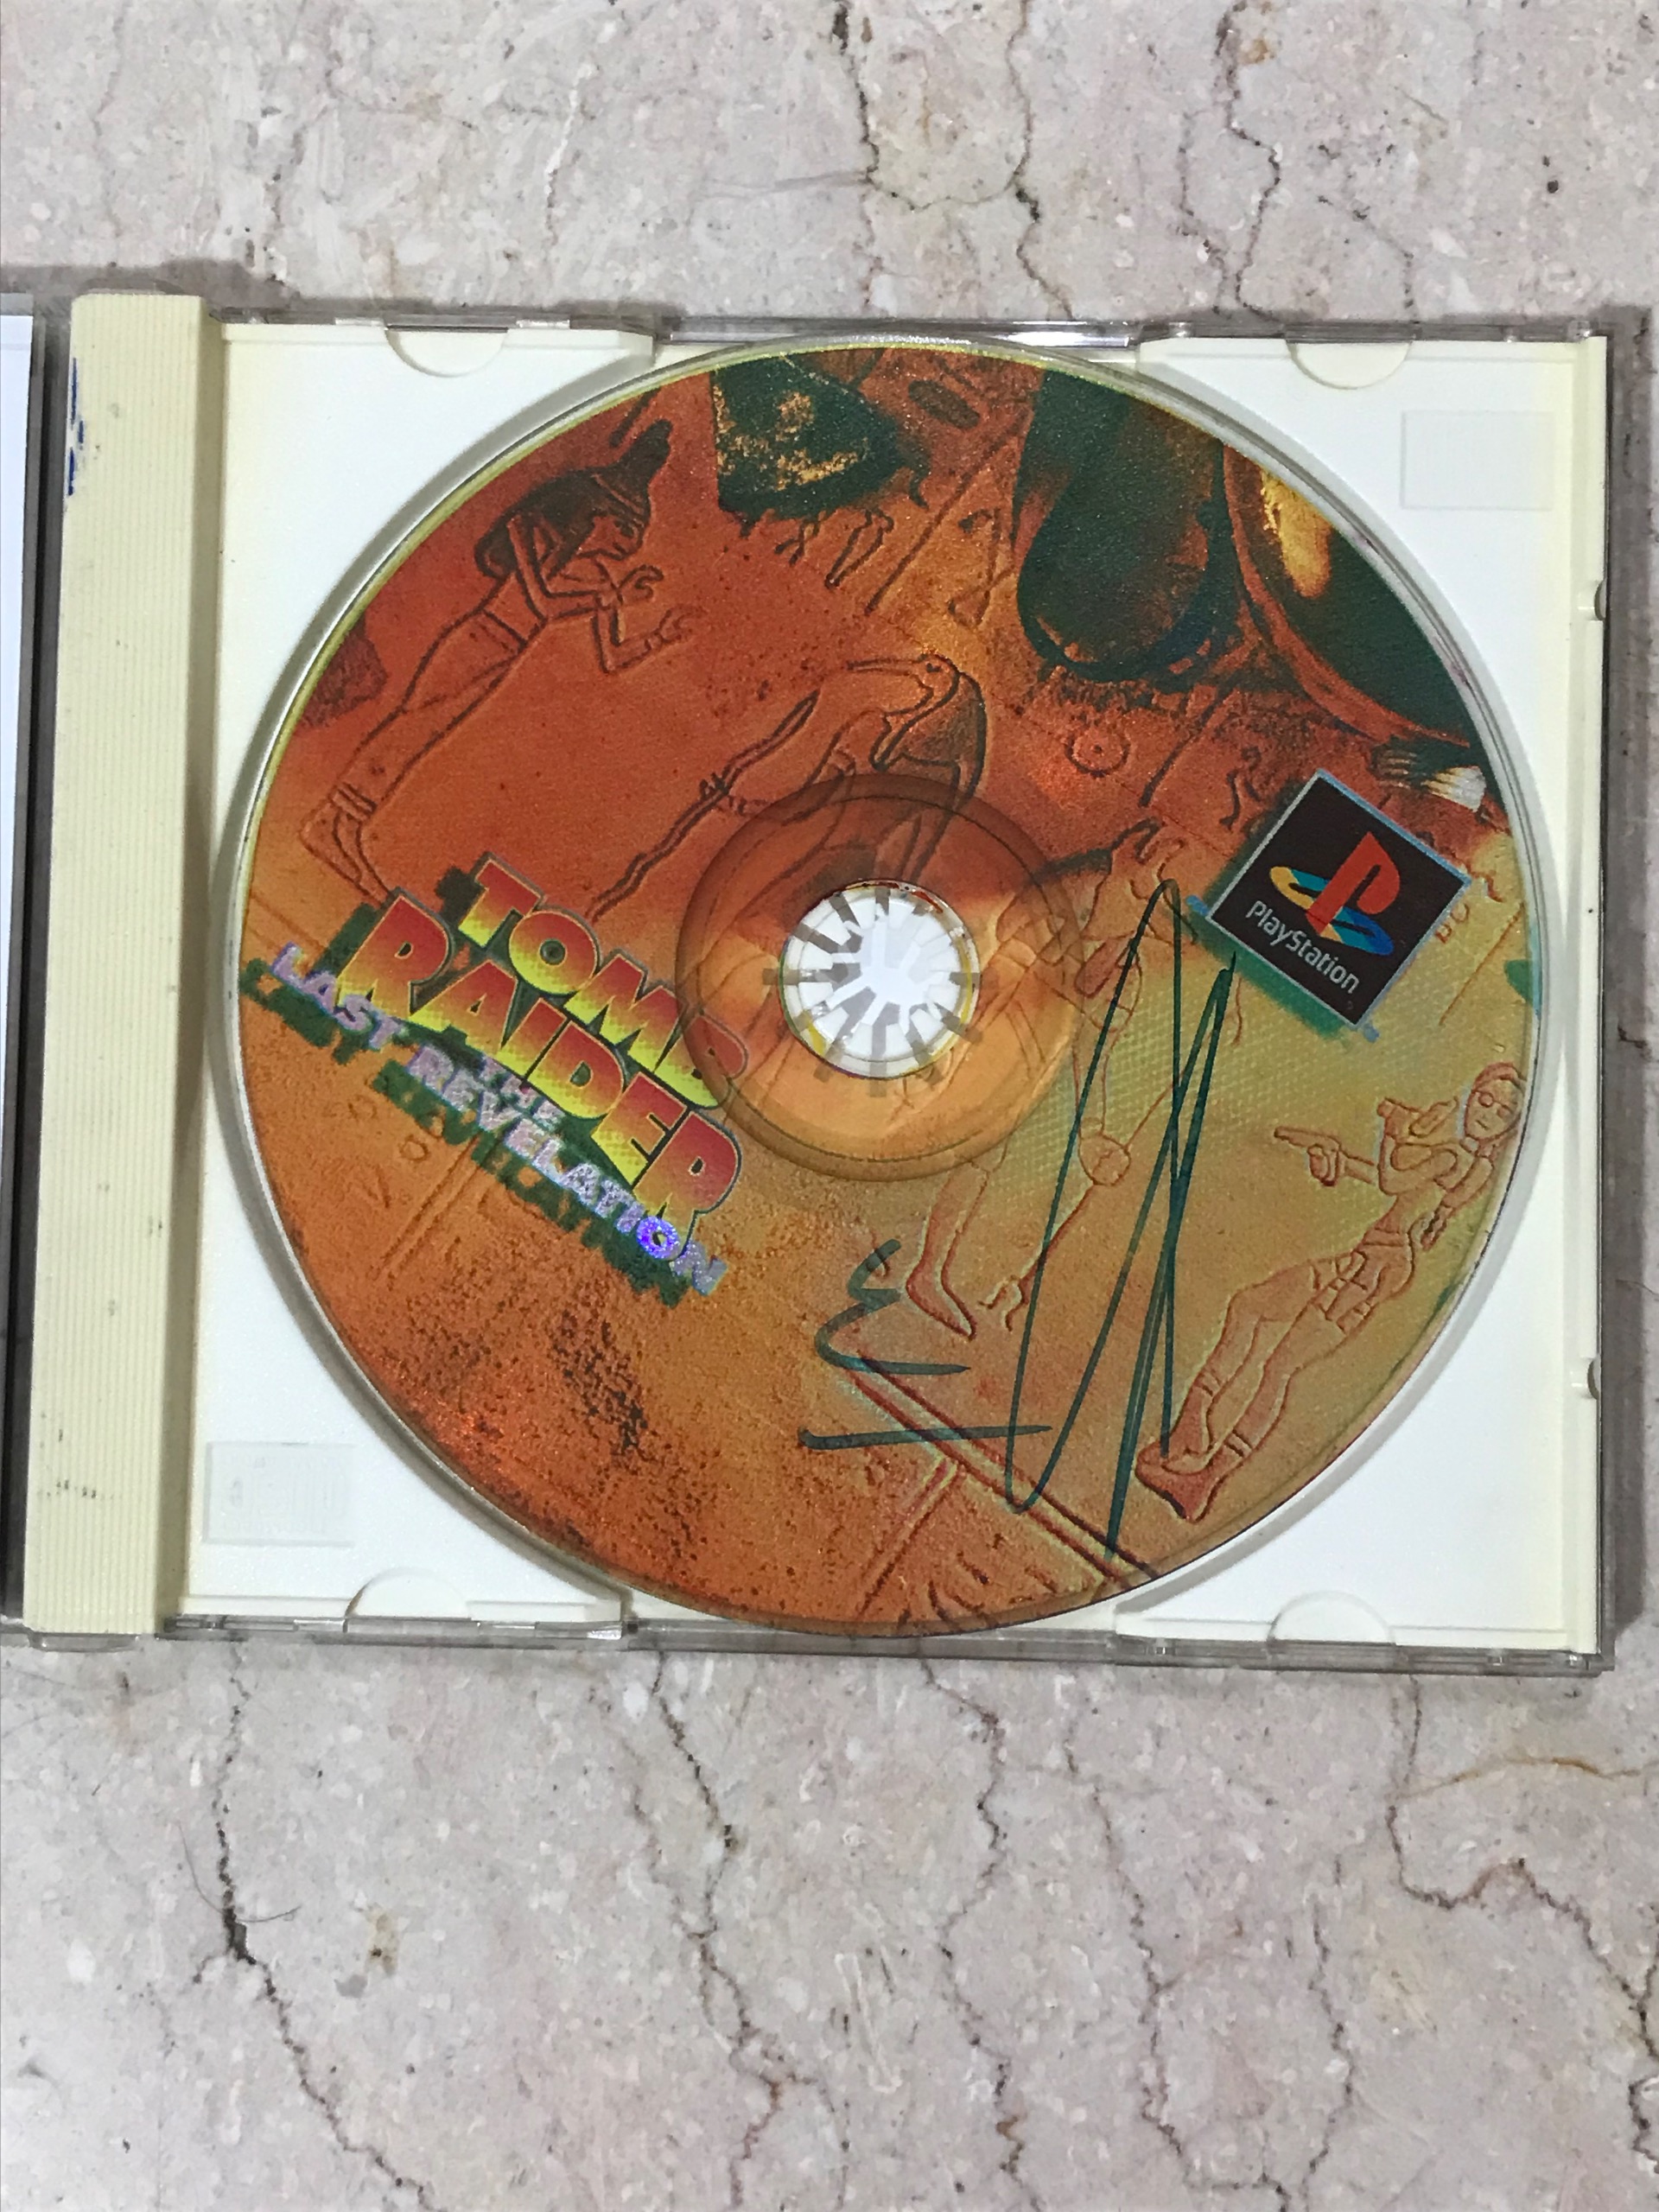 TOMB
RAIDER
THE
LAST REVELATION
PlayStation